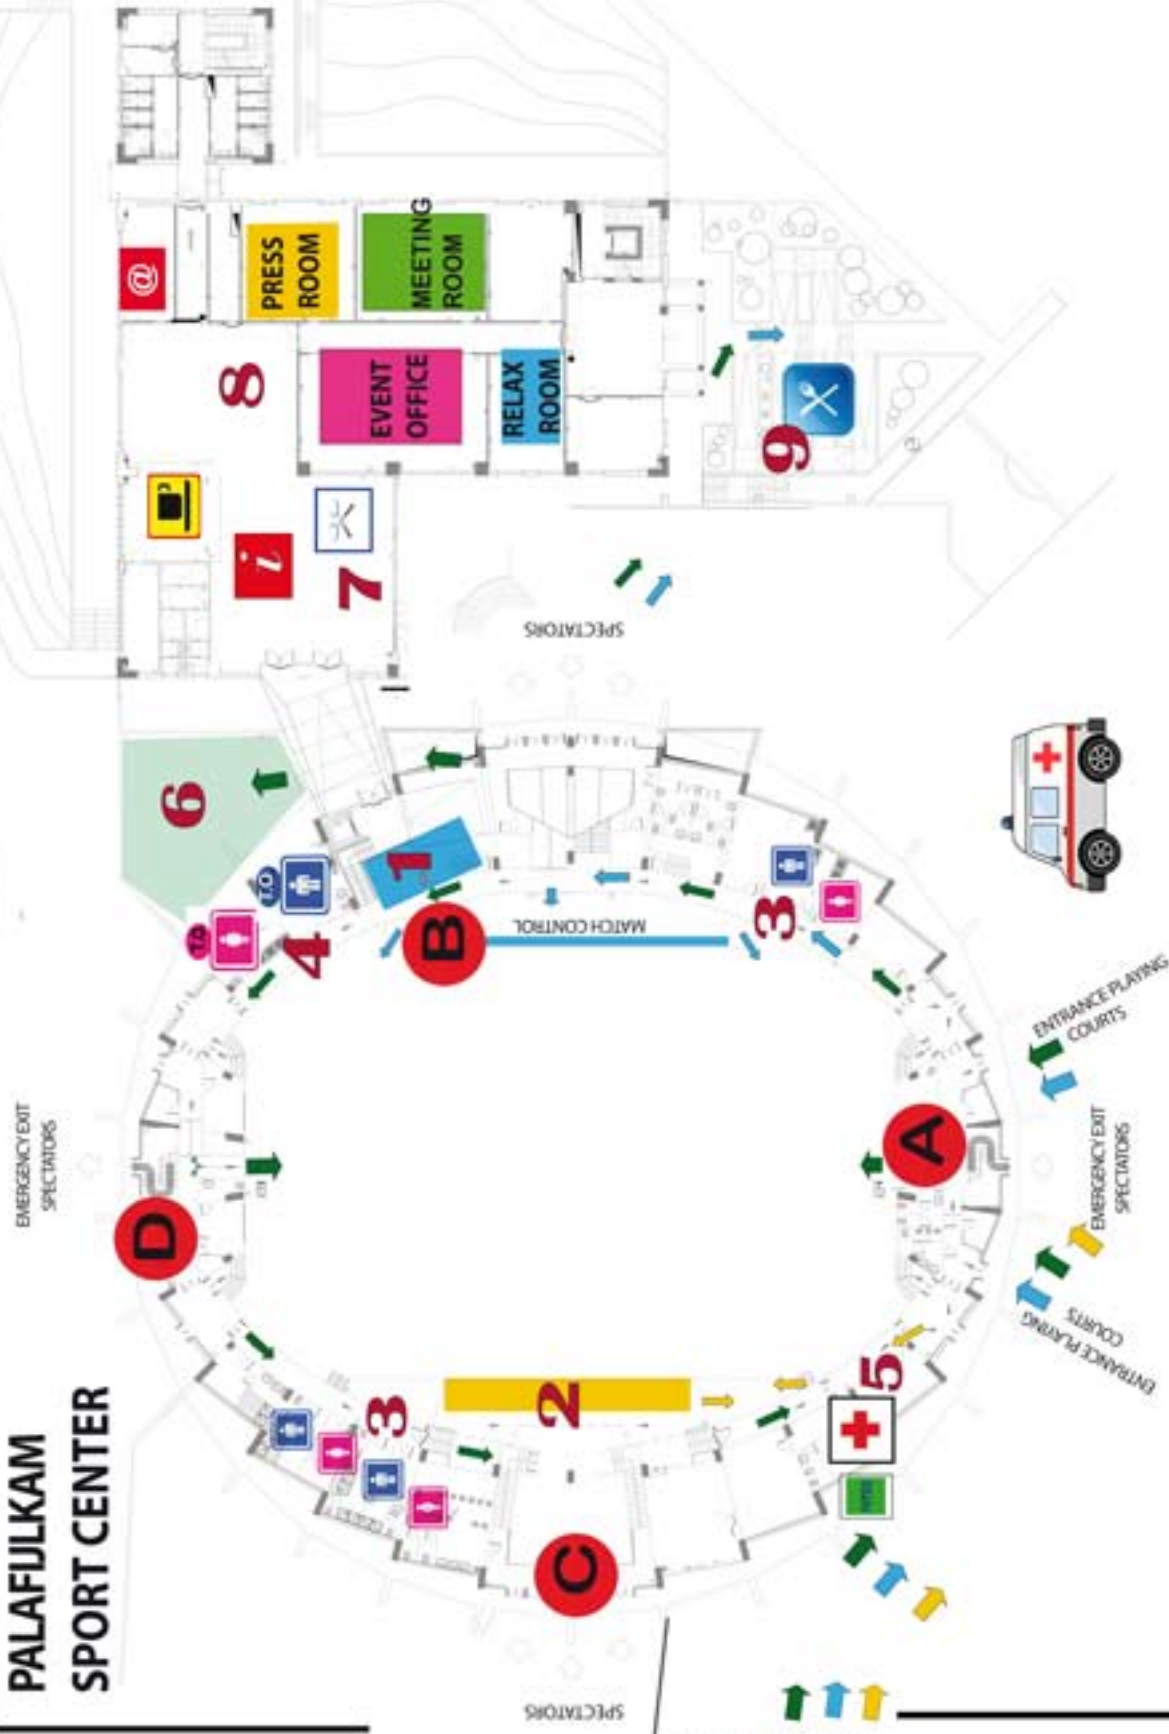 PALAFIJLKAM
SPORT CENTER
EMERGENCY EXIT
SPECTATORS
D
6
@
8
i
7
PRESS
ROOM
MEETING
ROOM
EVENT
OFFICE
RELAX
ROOM
9
SPECTATORS
T.O
T.O
4
1
B
MATCH CONTROL
3
3
2
C
5
A
SPECTATORS
ENTRANCE PLAYING
COURTS
EMERGENCY EXIT
SPECTATORS
ENTRANCE PLAYING
COURTS